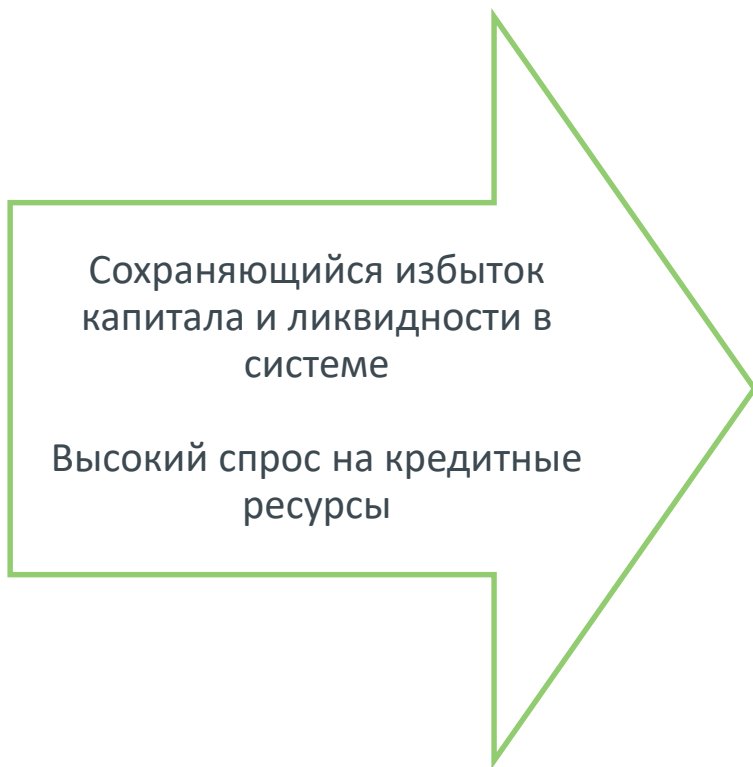 Сохраняющийся избыток
капитала и ликвидности в
системе
Высокий спрос на кредитные
ресурсы